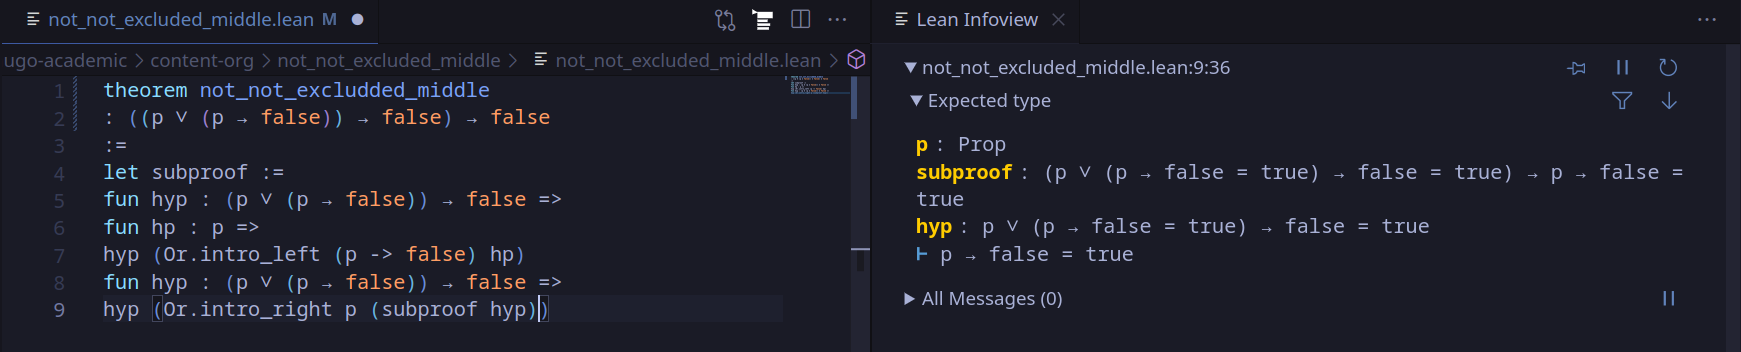 not_not_excluded_middle.lean M
ugo-academic > content-org > not_not_excluded_middle > not_not_excluded_middle.lean >
1 theorem not_not_excludded_middle
2 : ((p ∨ (p → false)) → false) → false
3 :=
4 let subproof :=
5 fun hyp : (p ∨ (p → false)) → false =>
6 fun hp : p =>
7 hyp (Or.intro_left (p -> false) hp)
8 fun hyp : (p ∨ (p → false)) → false =>
9 hyp (Or.intro_right p (subproof hyp))
Lean Infoview
not_not_excluded_middle.lean:9:36
Expected type
p : Prop
subproof : (p ∨ (p → false = true) → false = true) → p → false =
true
hyp : p ∨ (p → false = true) → false = true
⊢ p → false = true
All Messages (0)